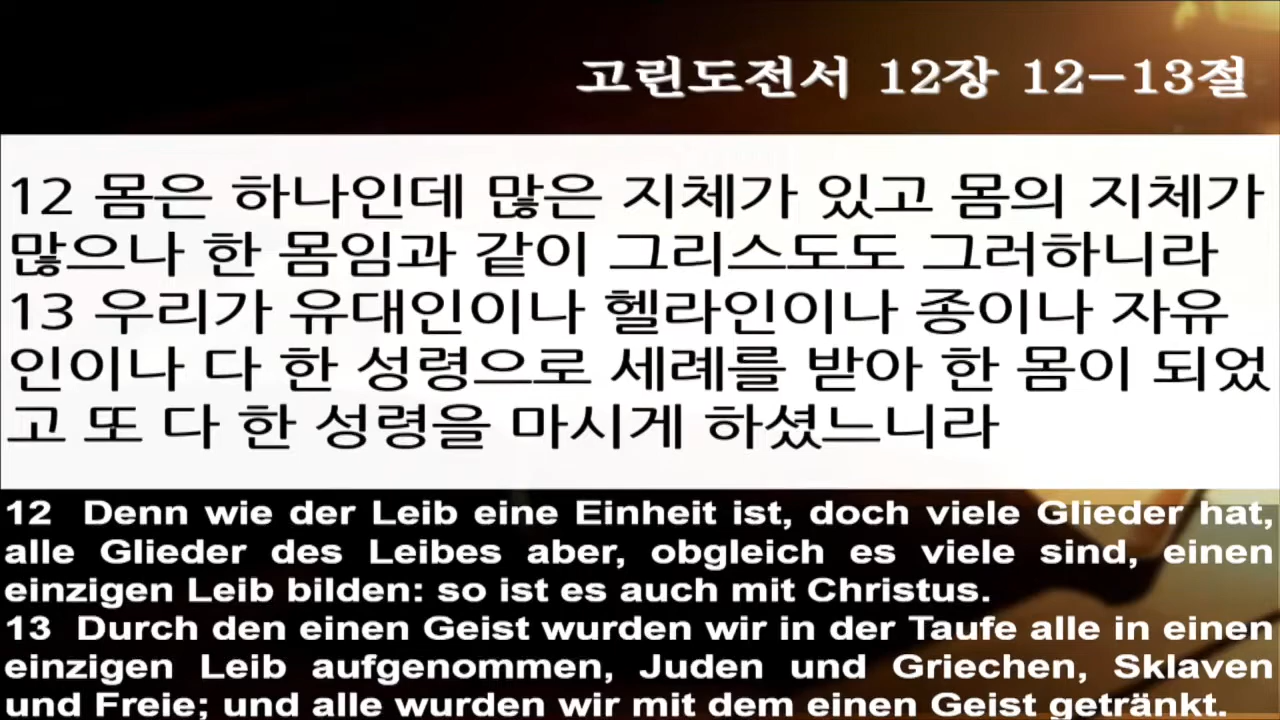 고린도전서 12장 12-13절
12 몸은 하나인데 많은 지체가 있고 몸의 지체가
많으나 한 몸임과 같이 그리스도도 그러하니라
13 우리가 유대인이나 헬라인이나 종이나 자유
인이나 다 한 성령으로 세례를 받아 한 몸이 되었
고 또 다 한 성령을 마시게 하셨느니라
12 Denn wie der Leib eine Einheit ist, doch viele Glieder hat,
alle Glieder des Leibes aber, obgleich es viele sind, einen
einzigen Leib bilden: so ist es auch mit Christus.
13 Durch den einen Geist wurden wir in der Taufe alle in einen
einzigen Leib aufgenommen, Juden und Griechen, Sklaven
und Freie; und alle wurden wir mit dem einen Geist getränkt.